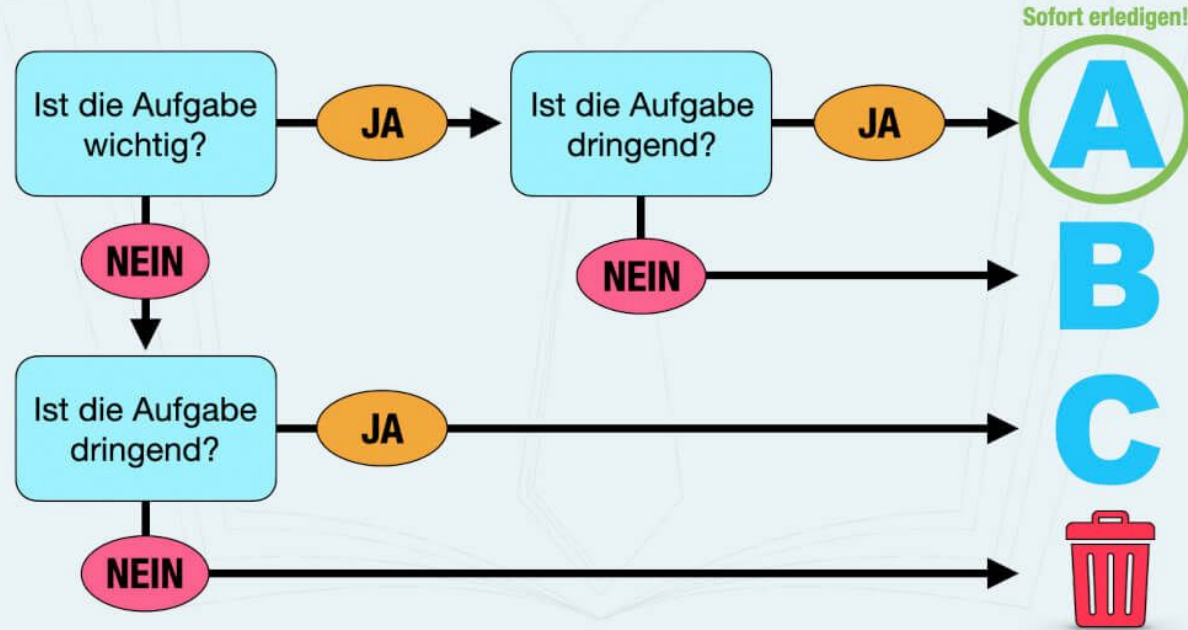 Sofort erledigen!
Ist die Aufgabe
wichtig?
JA
Ist die Aufgabe
dringend?
JA
A
NEIN
NEIN
B
Ist die Aufgabe
dringend?
JA
C
NEIN